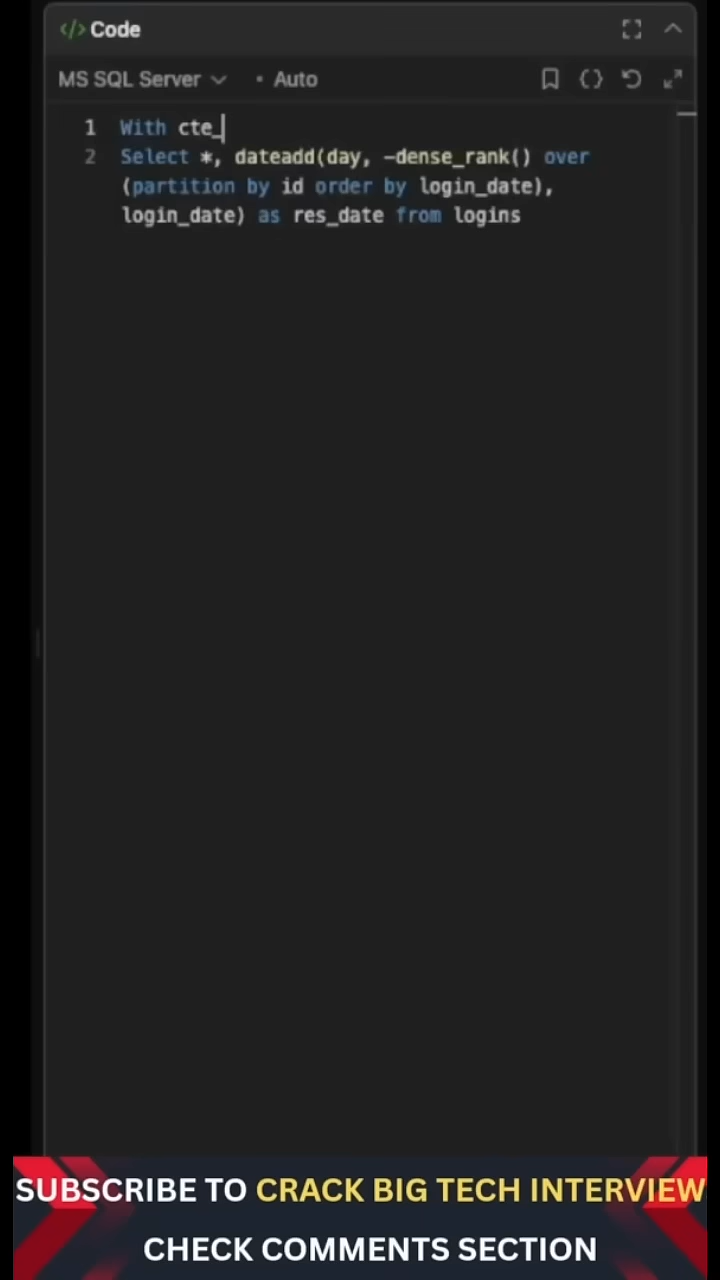 </> Code
MS SQL Server • Auto
1 With cte_
2 Select *, dateadd(day, -dense_rank() over
(partition by id order by login_date),
login_date) as res_date from logins
SUBSCRIBE TO CRACK BIG TECH INTERVIEW
CHECK COMMENTS SECTION